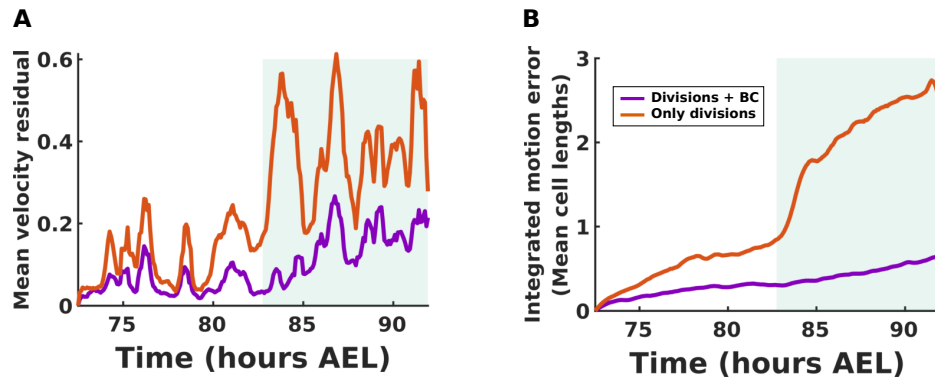 A
Mean velocity residual
0.6
0.4
0.2
0
75
80
85
90
Time (hours AEL)
B
Integrated motion error
(Mean cell lengths)
3
2
1
0
Divisions + BC
Only divisions
75
80
85
90
Time (hours AEL)